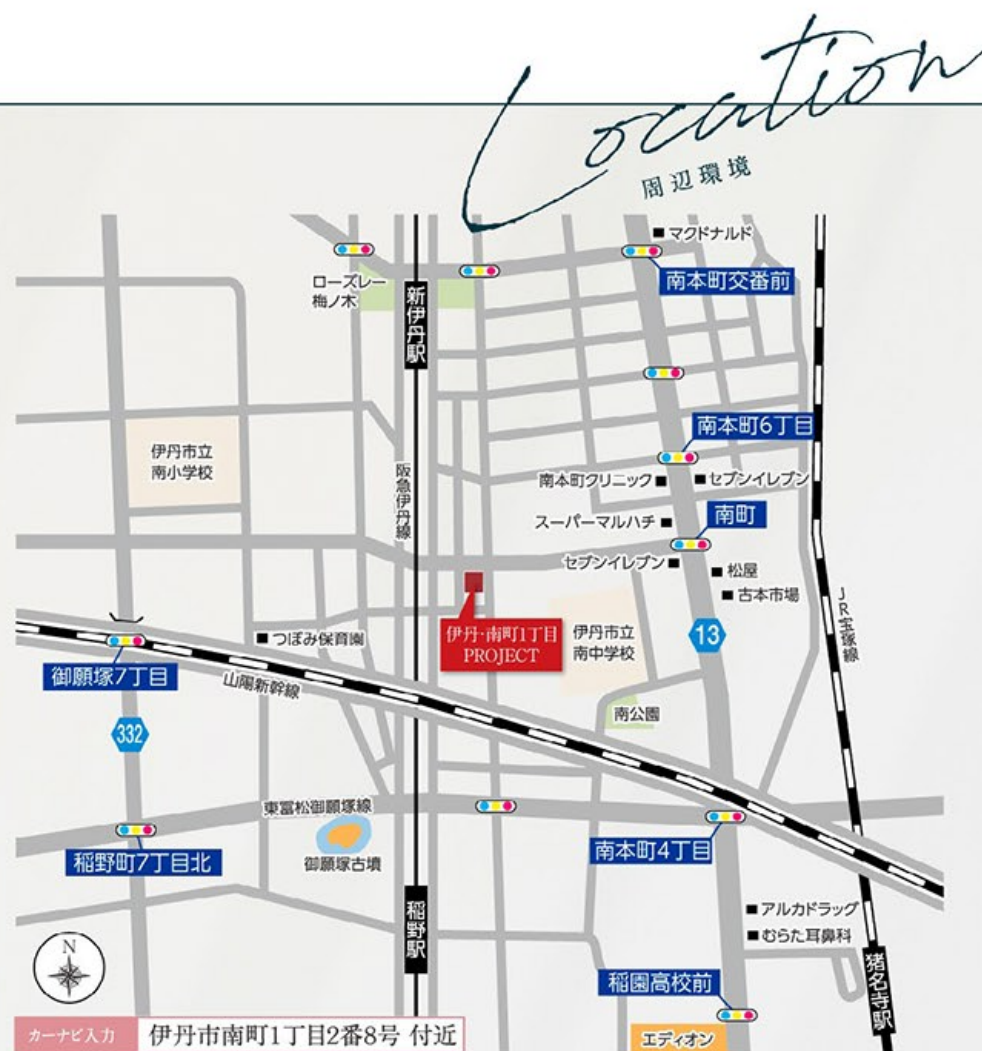 Location
周辺環境
マクドナルド
南本町交番前
ローズレー
梅ノ木
新伊丹駅
南本町6丁目
伊丹市立
南小学校
阪急伊丹線
南本町クリニック
セブンイレブン
スーパーマルハチ
南町
セブンイレブン
松屋
古本市場
JR宝塚線
伊丹・南町1丁目
PROJECT
伊丹市立
南中学校
13
つぼみ保育園
御願塚7丁目
山陽新幹線
南公園
332
東冨松御願塚線
稲野町7丁目北
御願塚古墳
南本町4丁目
稲野駅
アルカドラッグ
むらた耳鼻科
N
稲園高校前
猪名寺駅
カーナビ入力 伊丹市南町1丁目2番8号 付近
エディオン